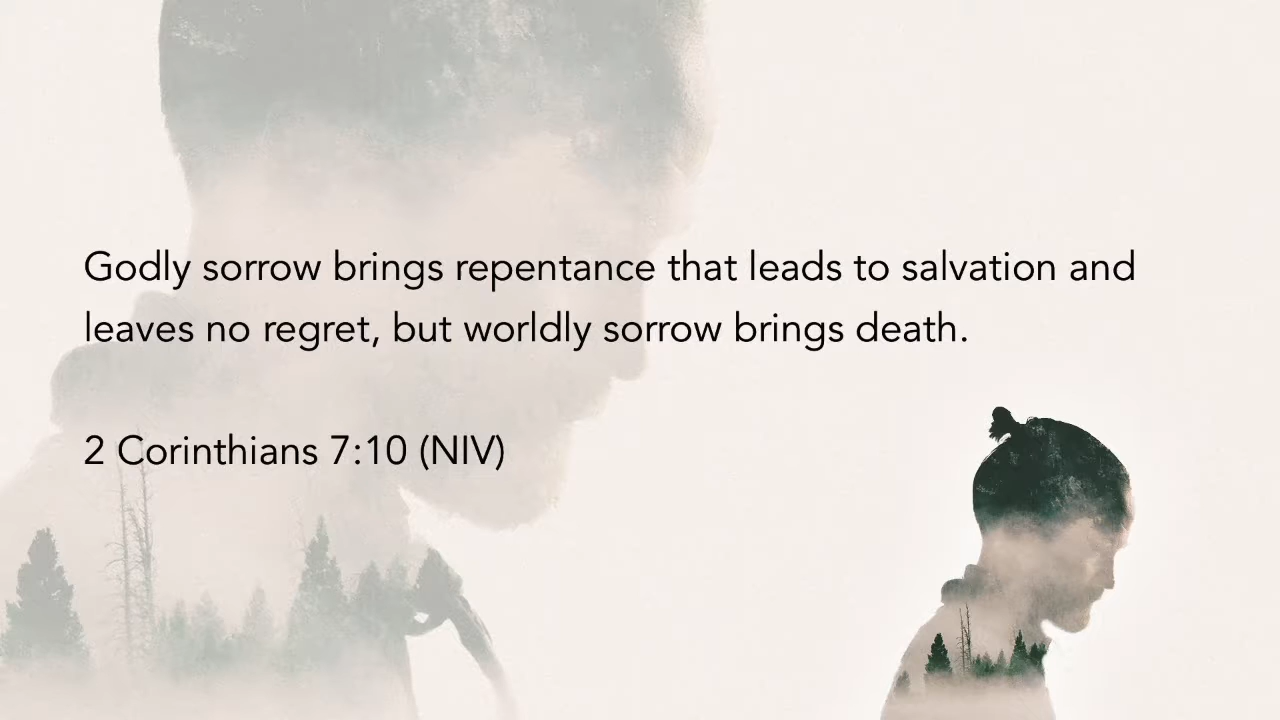 Godly sorrow brings repentance that leads to salvation and
leaves no regret, but worldly sorrow brings death.
2 Corinthians 7:10 (NIV)